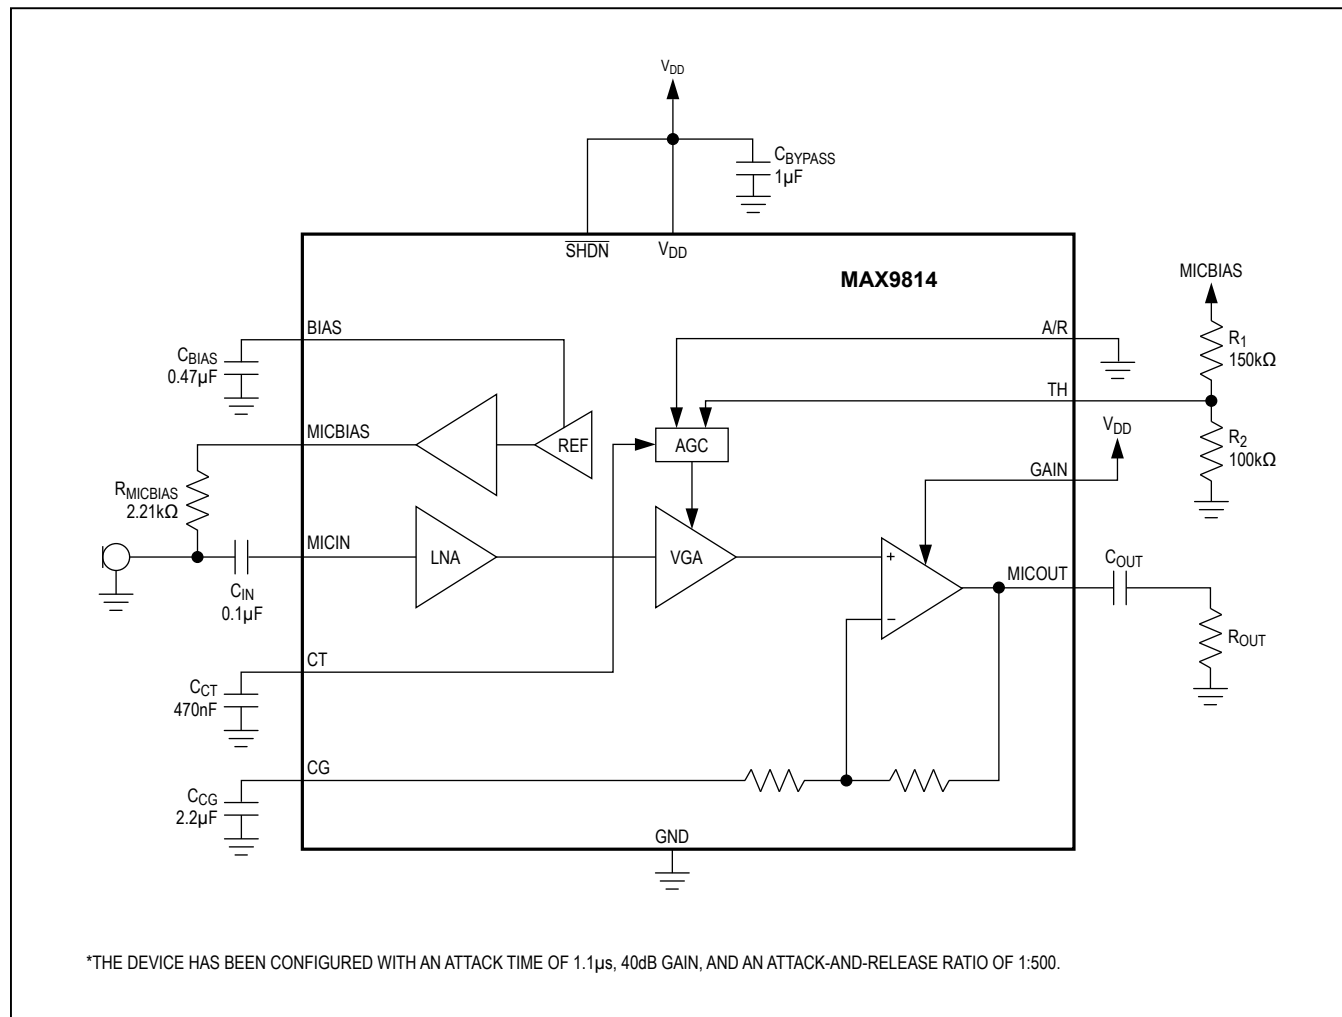 VDD
CBYPASS
1µF
SHDN
VDD
MAX9814
MICBIAS
BIAS
A/R
R1
150kΩ
CBIAS
0.47µF
TH
MICBIAS
REF
AGC
VDD
R2
100kΩ
GAIN
RMICBIAS
2.21kΩ
MICIN
LNA
VGA
+
COUT
MICOUT
CIN
0.1µF
−
ROUT
CT
CCT
470nF
CG
CCG
2.2µF
GND
*THE DEVICE HAS BEEN CONFIGURED WITH AN ATTACK TIME OF 1.1µs, 40dB GAIN, AND AN ATTACK-AND-RELEASE RATIO OF 1:500.